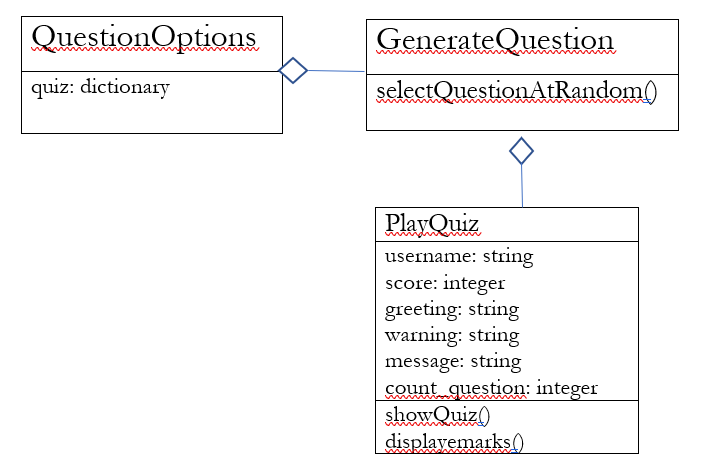 QuestionOptions
quiz: dictionary
GenerateQuestion
selectQuestionAtRandom()
PlayQuiz
username: string
score: integer
greeting: string
warning: string
message: string
count_question: integer
showQuiz()
displayemarks()